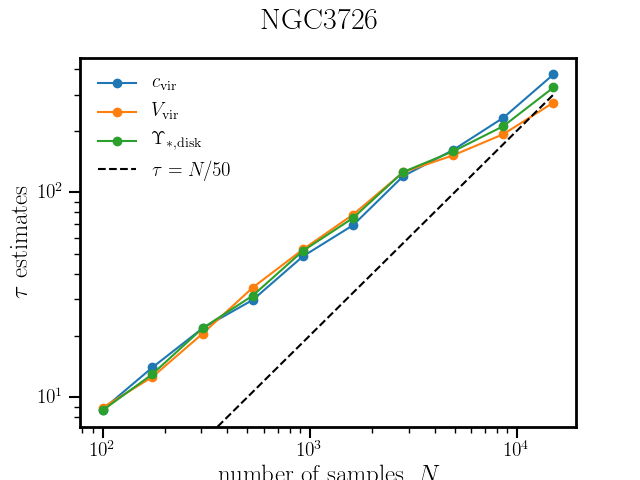 NGC3726
c_vir
V_vir
Υ_*,disk
τ = N/50
τ estimates
10^2
10^1
10^2
10^3
10^4
number of samples, N